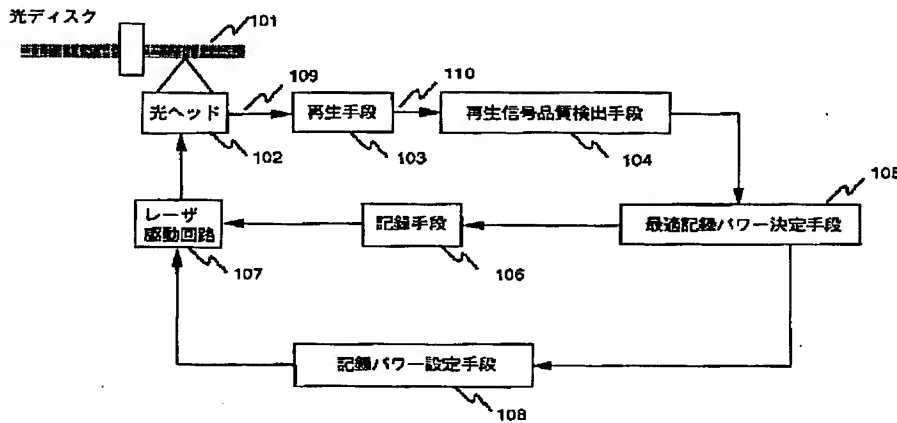 光ディスク
101
109
110
光ヘッド
再生手段
再生信号品質検出手段
102
103
104
105
レーザ
駆動回路
記録手段
最適記録パワー決定手段
107
106
記録パワー設定手段
108